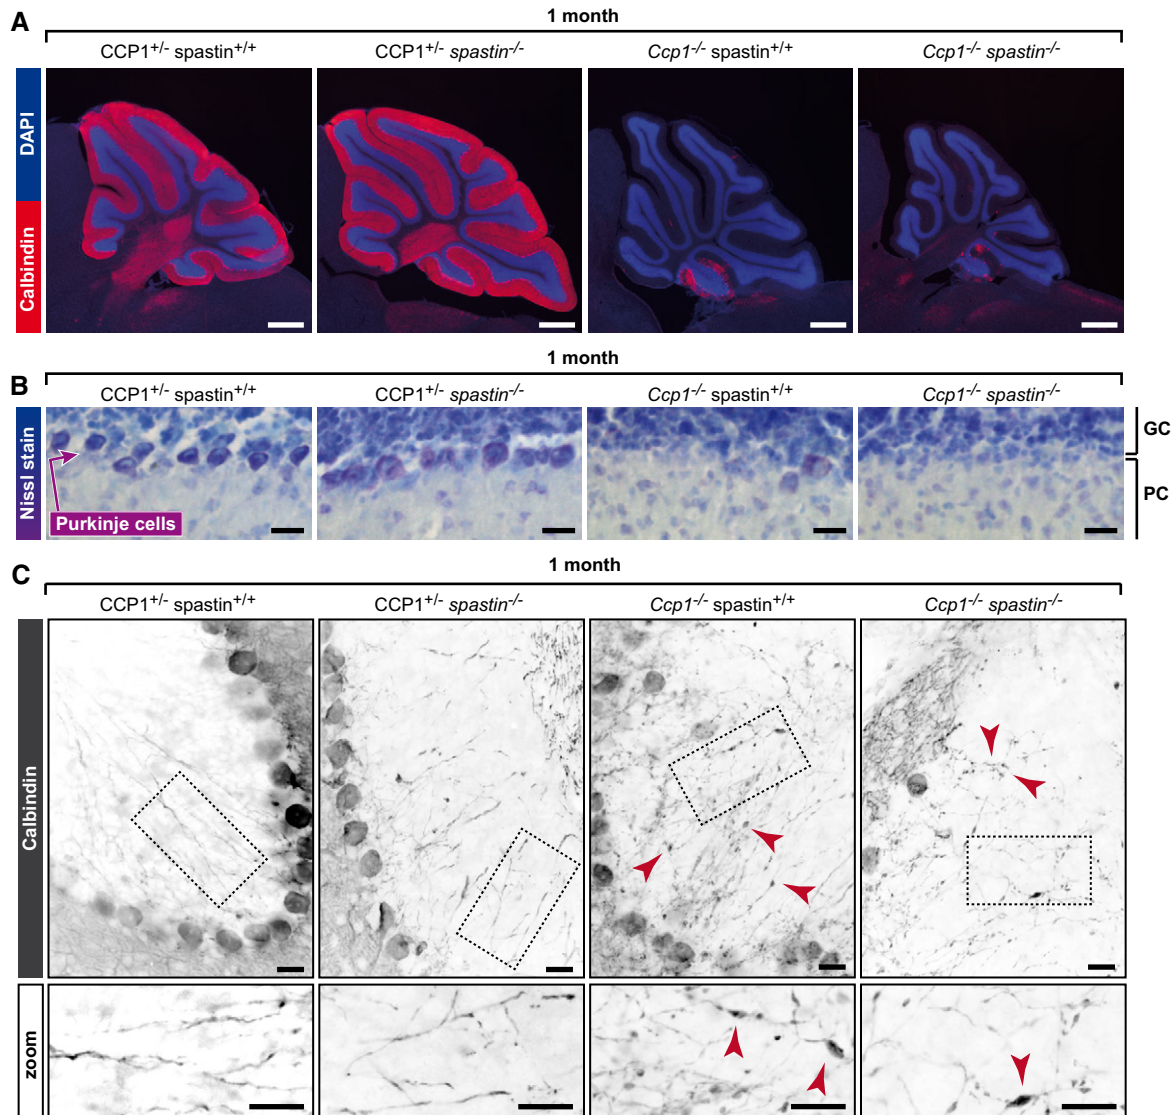 A
1 month
CCP1+/- spastin+/+
CCP1+/- spastin-/-
Ccp1-/- spastin+/+
Ccp1-/- spastin-/-
DAPI
Calbindin
B
1 month
CCP1+/- spastin+/+
CCP1+/- spastin-/-
Ccp1-/- spastin+/+
Ccp1-/- spastin-/-
Nissl stain
Purkinje cells
GC
PC
C
1 month
CCP1+/- spastin+/+
CCP1+/- spastin-/-
Ccp1-/- spastin+/+
Ccp1-/- spastin-/-
Calbindin
zoom